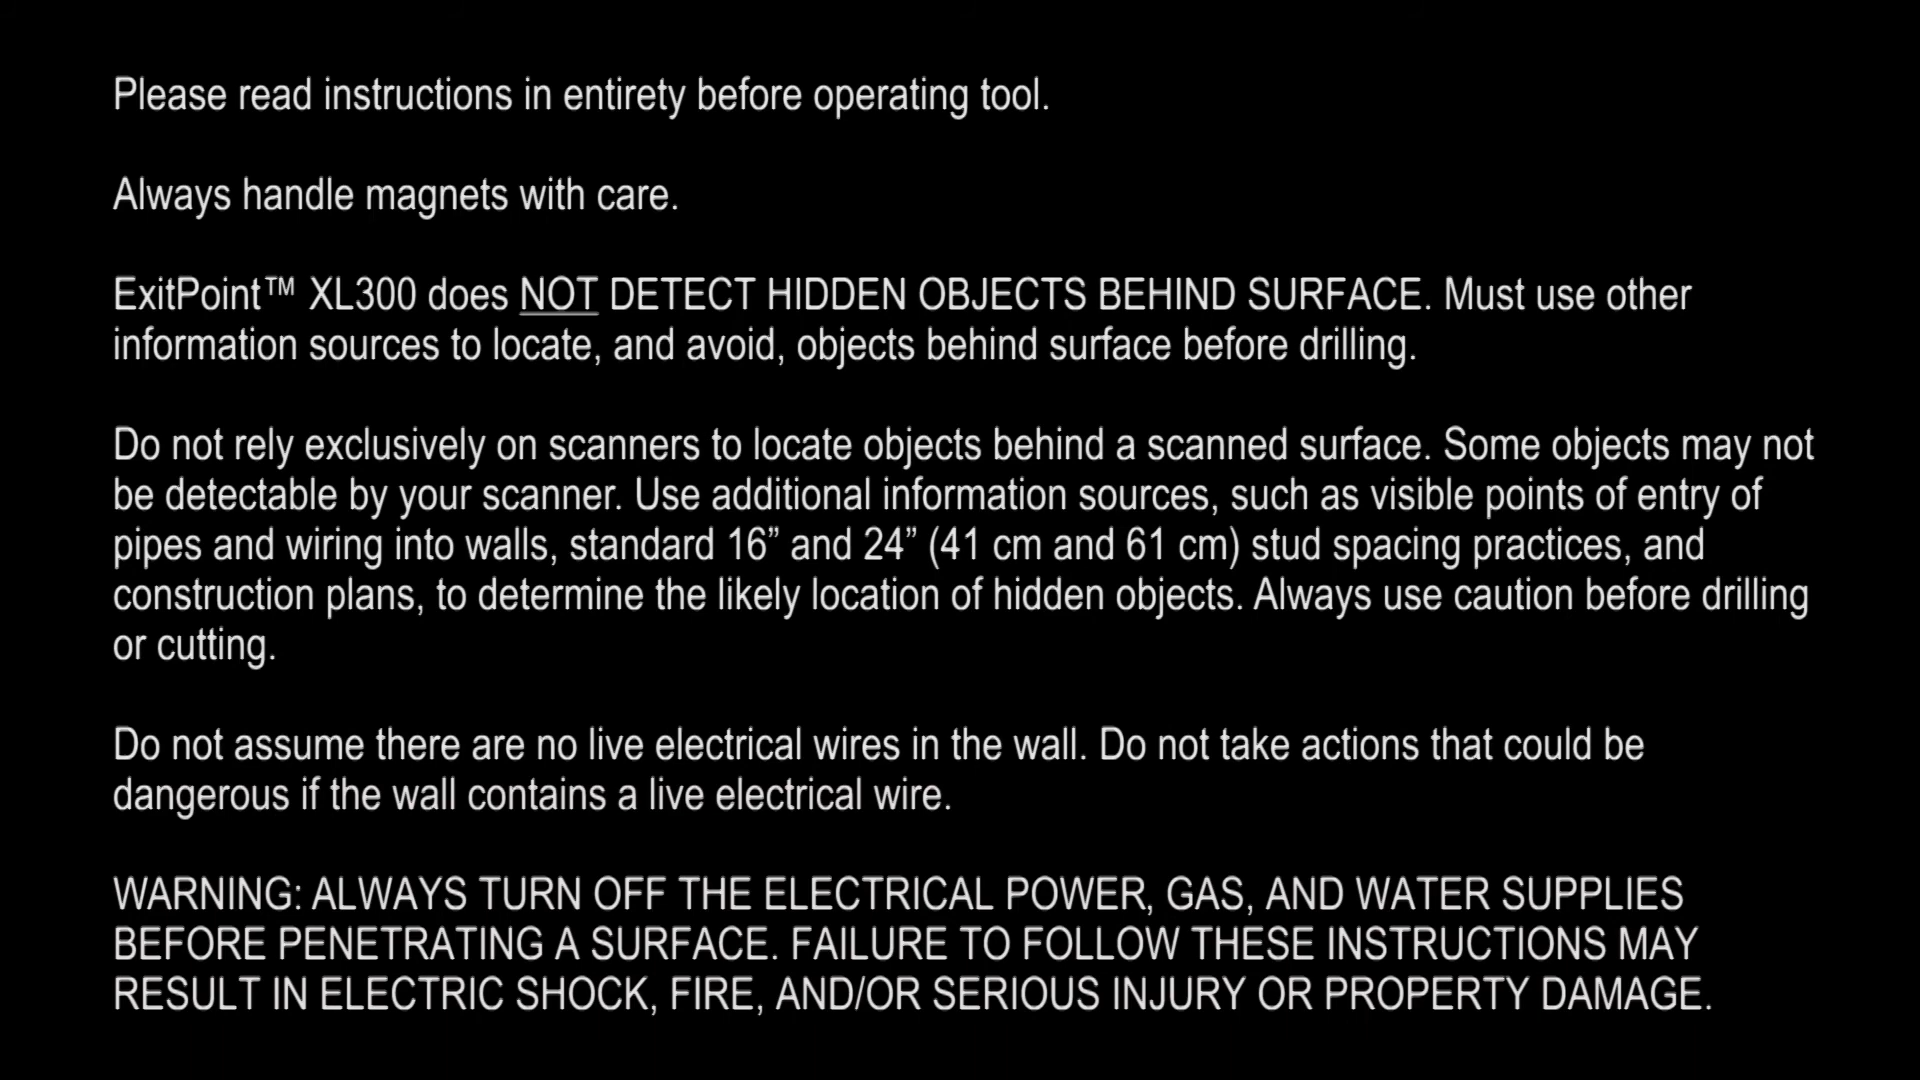 Please read instructions in entirety before operating tool.
Always handle magnets with care.
ExitPoint™ XL300 does NOT DETECT HIDDEN OBJECTS BEHIND SURFACE. Must use other
information sources to locate, and avoid, objects behind surface before drilling.
Do not rely exclusively on scanners to locate objects behind a scanned surface. Some objects may not
be detectable by your scanner. Use additional information sources, such as visible points of entry of
pipes and wiring into walls, standard 16” and 24” (41 cm and 61 cm) stud spacing practices, and
construction plans, to determine the likely location of hidden objects. Always use caution before drilling
or cutting.
Do not assume there are no live electrical wires in the wall. Do not take actions that could be
dangerous if the wall contains a live electrical wire.
WARNING: ALWAYS TURN OFF THE ELECTRICAL POWER, GAS, AND WATER SUPPLIES
BEFORE PENETRATING A SURFACE. FAILURE TO FOLLOW THESE INSTRUCTIONS MAY
RESULT IN ELECTRIC SHOCK, FIRE, AND/OR SERIOUS INJURY OR PROPERTY DAMAGE.